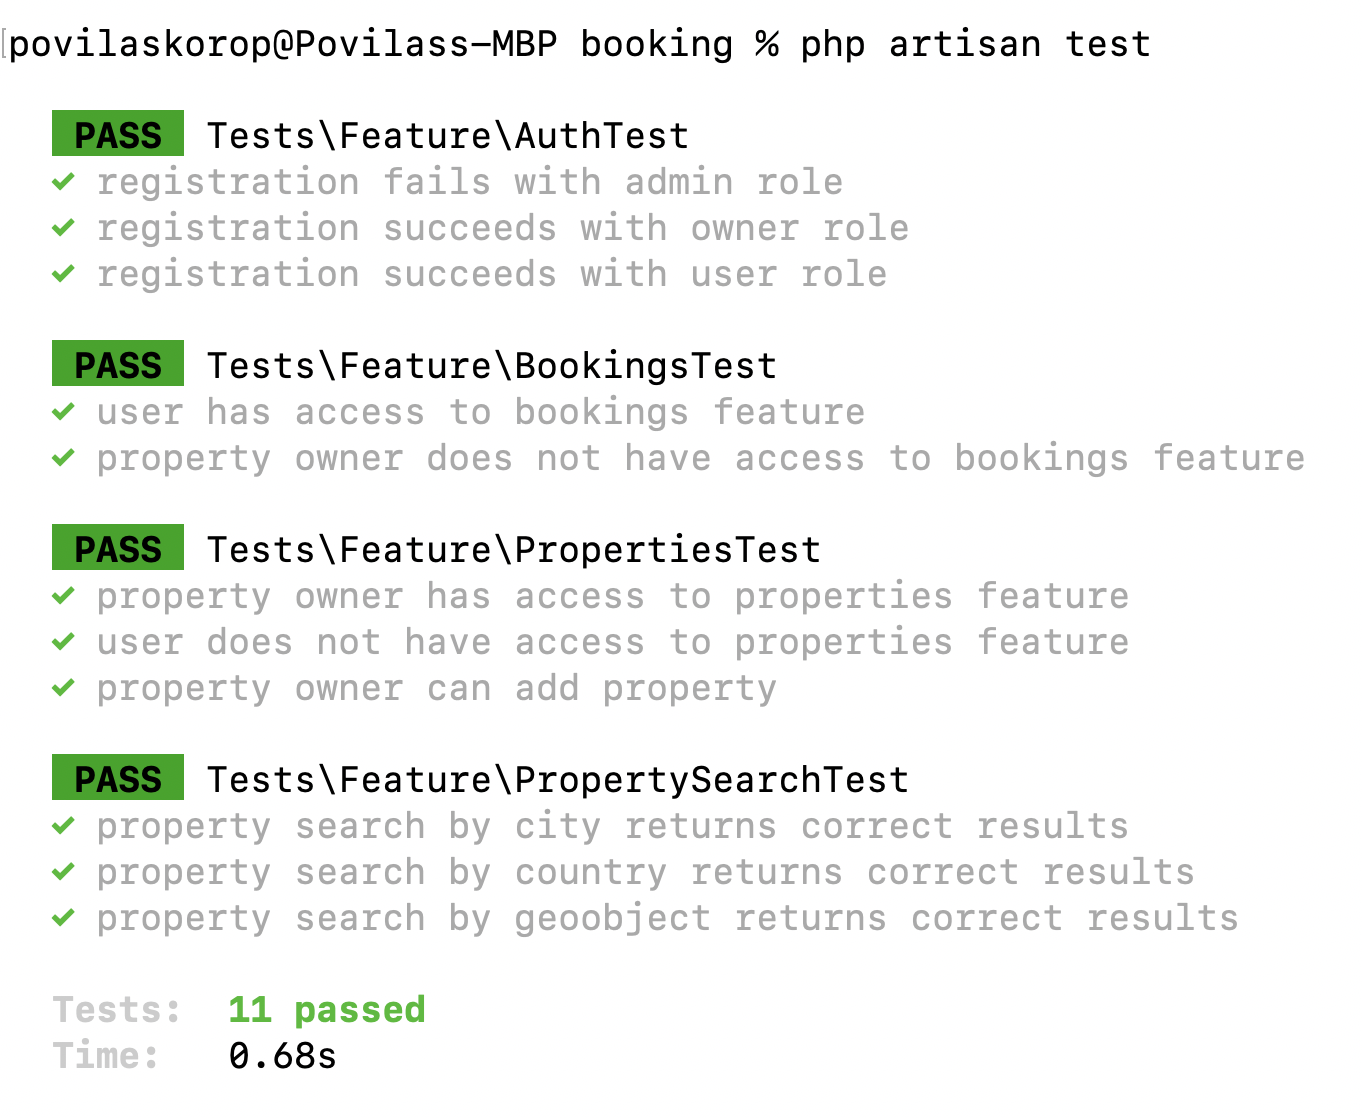 [povilaskorop@Povilass-MBP booking % php artisan test
PASS Tests\Feature\AuthTest
✓ registration fails with admin role
✓ registration succeeds with owner role
✓ registration succeeds with user role
PASS Tests\Feature\BookingsTest
✓ user has access to bookings feature
✓ property owner does not have access to bookings feature
PASS Tests\Feature\PropertiesTest
✓ property owner has access to properties feature
✓ user does not have access to properties feature
✓ property owner can add property
PASS Tests\Feature\PropertySearchTest
✓ property search by city returns correct results
✓ property search by country returns correct results
✓ property search by geoobject returns correct results
Tests: 11 passed
Time: 0.68s